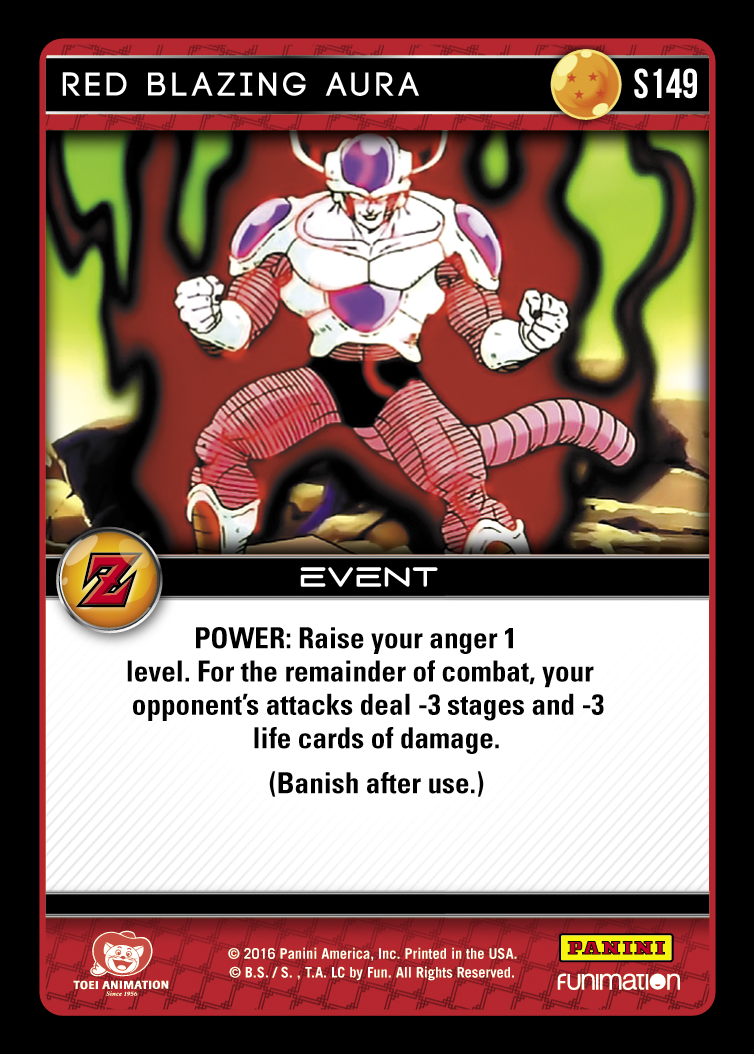 RED BLAZING AURA
S149
Z
EVENT
POWER: Raise your anger 1
level. For the remainder of combat, your
opponent's attacks deal -3 stages and -3
life cards of damage.
(Banish after use.)
TOEI ANIMATION
Since 1956
© 2016 Panini America, Inc. Printed in the USA.
© B.S. / S. , T.A. LC by Fun. All Rights Reserved.
PANINI
FUNIMATION